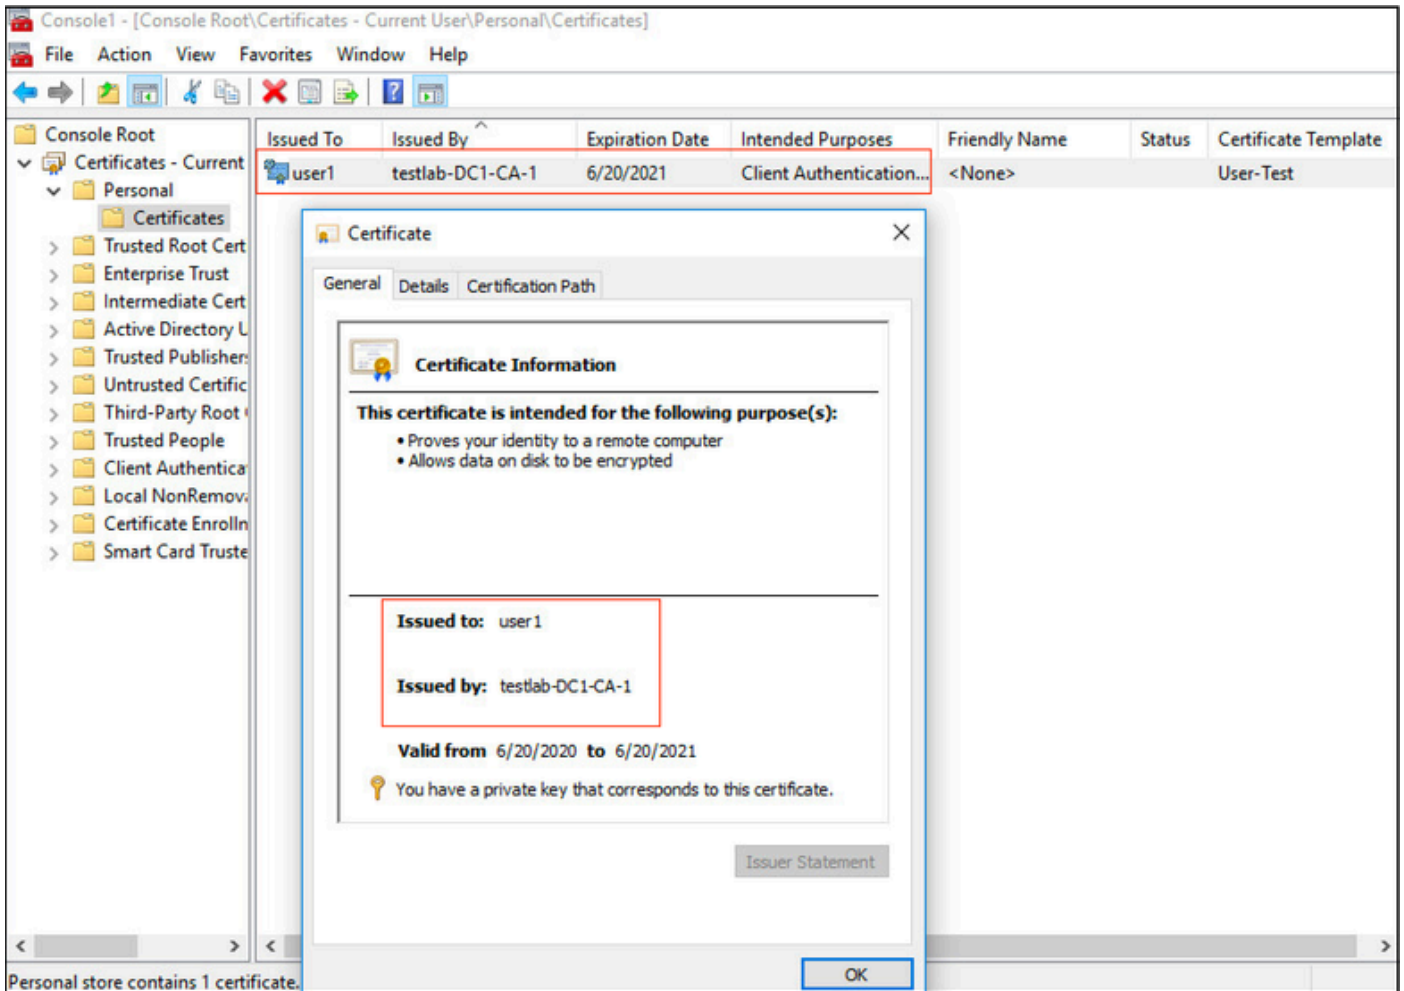 Console1 - [Console Root\Certificates - Current User\Personal\Certificates]
File Action View Favorites Window Help
Console Root
Certificates - Current
Personal
Certificates
Trusted Root Cert
Enterprise Trust
Intermediate Cert
Active Directory U
Trusted Publishers
Untrusted Certific
Third-Party Root
Trusted People
Client Authentica
Local NonRemova
Certificate Enrolln
Smart Card Truste
Issued To Issued By Expiration Date Intended Purposes Friendly Name Status Certificate Template
user1 testlab-DC1-CA-1 6/20/2021 Client Authentication... <None> User-Test
Certificate
General Details Certification Path
Certificate Information
This certificate is intended for the following purpose(s):
• Proves your identity to a remote computer
• Allows data on disk to be encrypted
Issued to: user1
Issued by: testlab-DC1-CA-1
Valid from 6/20/2020 to 6/20/2021
You have a private key that corresponds to this certificate.
Issuer Statement
OK
Personal store contains 1 certificate.